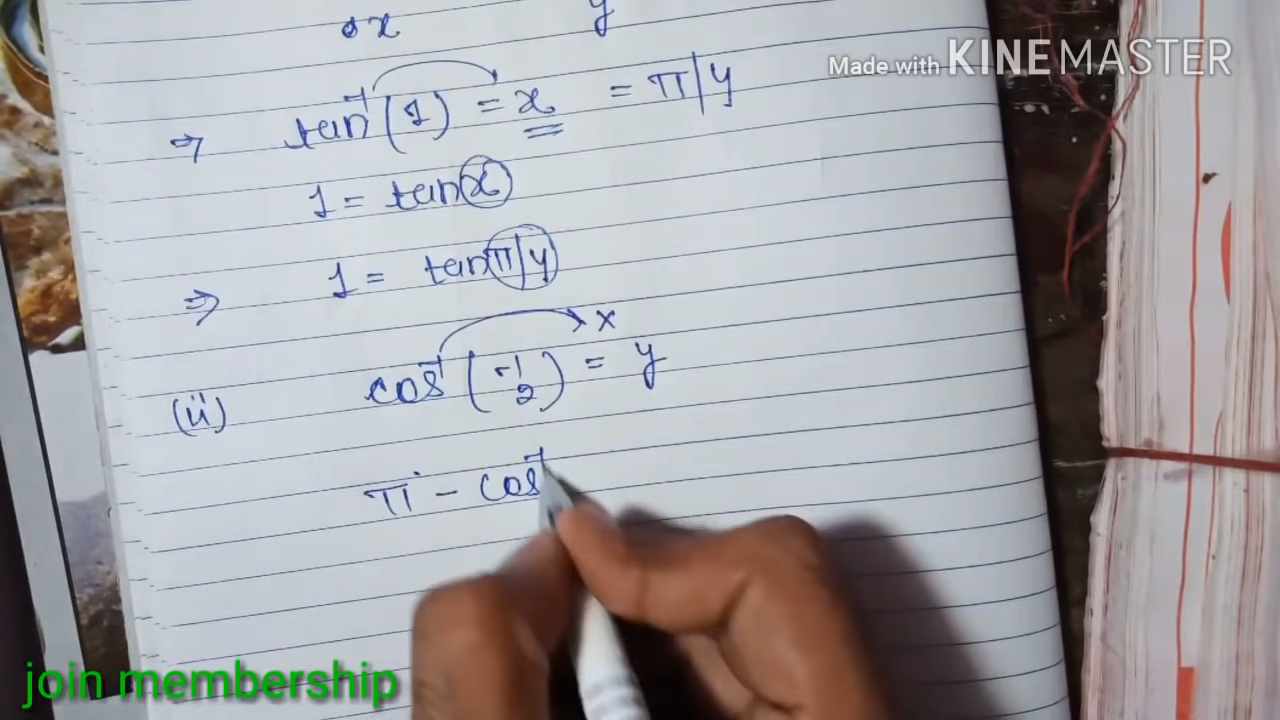 x y
Made with KINEMASTER
⇒ tan⁻¹(1) = x = π/4
1 = tan x
⇒ 1 = tan π/4
x
(ii) cos⁻¹(-1/2) = y
π - cos⁻¹
join membership